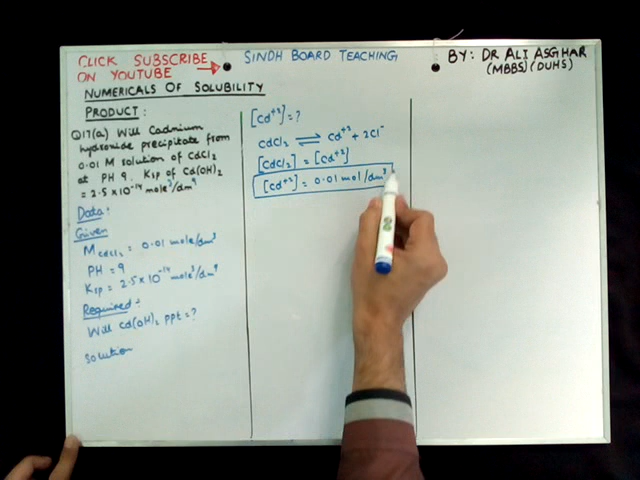 CLICK SUBSCRIBE
ON YOUTUBE →
SINDH BOARD TEACHING
BY: DR ALI ASGHAR
(MBBS) (DUHS)
NUMERICALS OF SOLUBILITY
PRODUCT:
Q17(a) Will Cadmium
hydroxide precipitate from
0.01 M solution of CdCl₂
at PH 9. Ksp of Cd(OH)₂
= 2.5×10⁻¹⁴ mole³/dm⁹
Data:
Given
M CdCl₂ = 0.01 mole/dm³
PH = 9
Ksp = 2.5×10⁻¹⁴ mole³/dm⁹
Required:
Will Cd(OH)₂ ppt = ?
Solution
[Cd⁺²] = ?
CdCl₂ ⇌ Cd⁺² + 2Cl⁻
[CdCl₂] = [Cd⁺²]
[Cd⁺²] = 0.01 mol/dm³